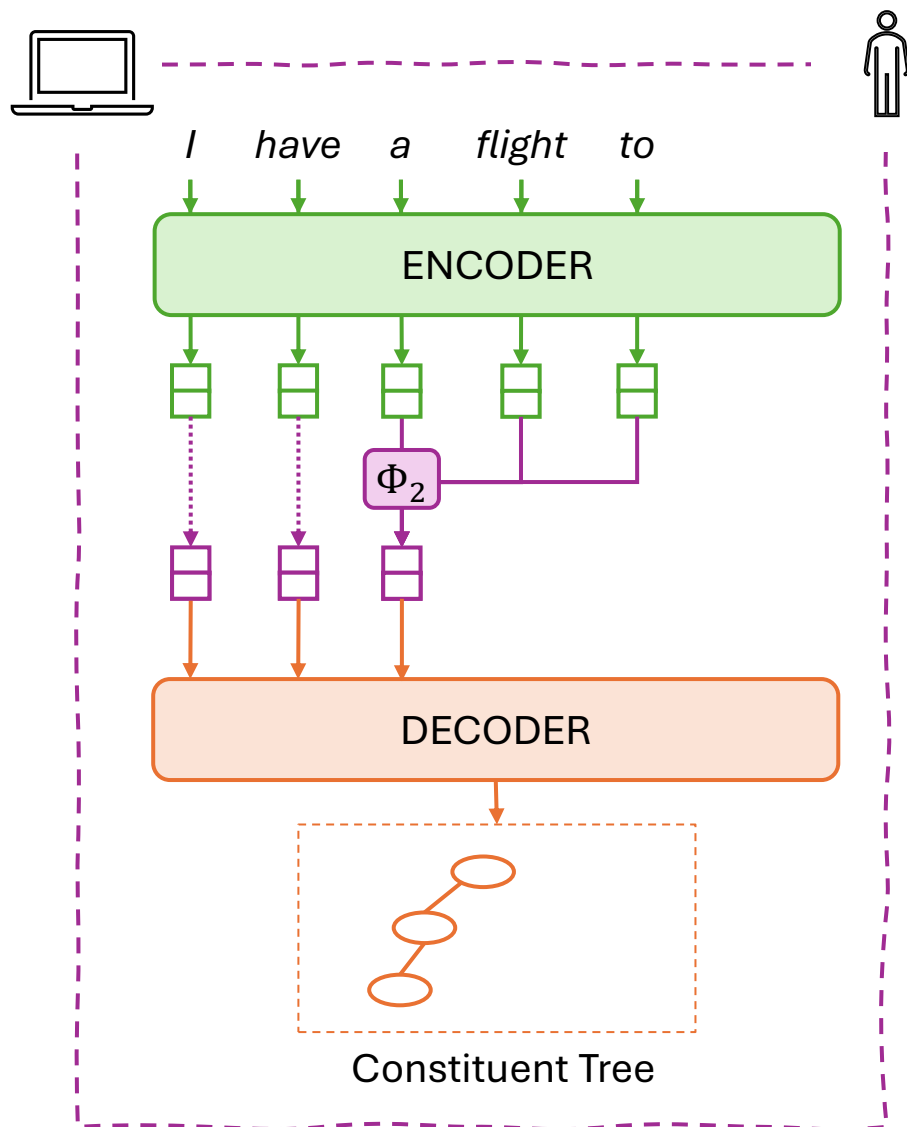 I have a flight to
ENCODER
Φ₂
DECODER
Constituent Tree